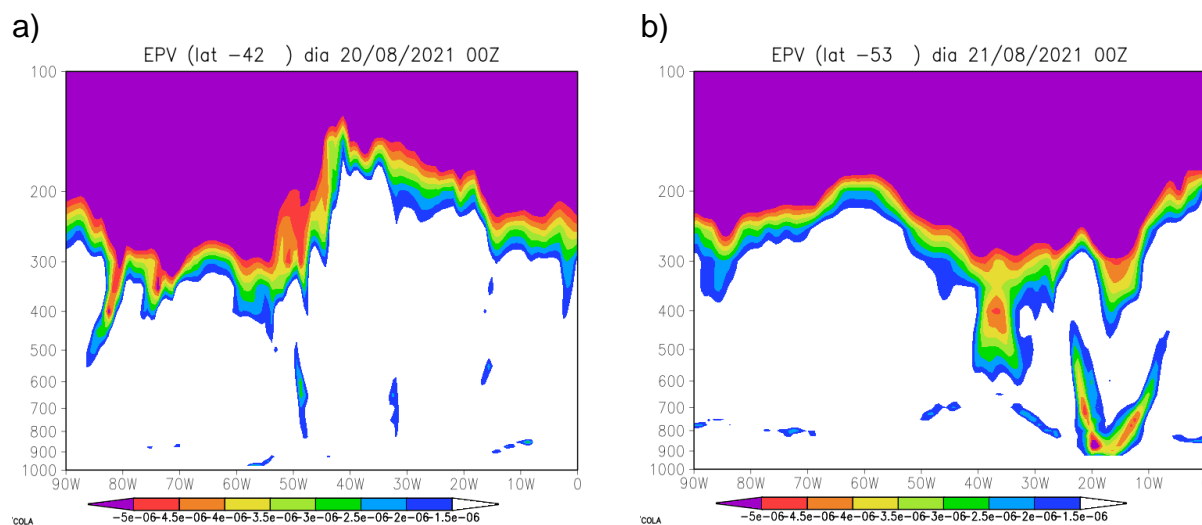 a)
EPV (lat −42 ) dia 20/08/2021 00Z
100
200
300
400
500
600
700
800
900
1000
90W 80W 70W 60W 50W 40W 30W 20W 10W 0
−5e−06−4.5e−06−4e−06−3.5e−06−3e−06−2.5e−06−2e−06−1.5e−06
'COLA
b)
EPV (lat −53 ) dia 21/08/2021 00Z
100
200
300
400
500
600
700
800
900
1000
90W 80W 70W 60W 50W 40W 30W 20W 10W
−5e−06−4.5e−06−4e−06−3.5e−06−3e−06−2.5e−06−2e−06−1.5e−06
'COLA